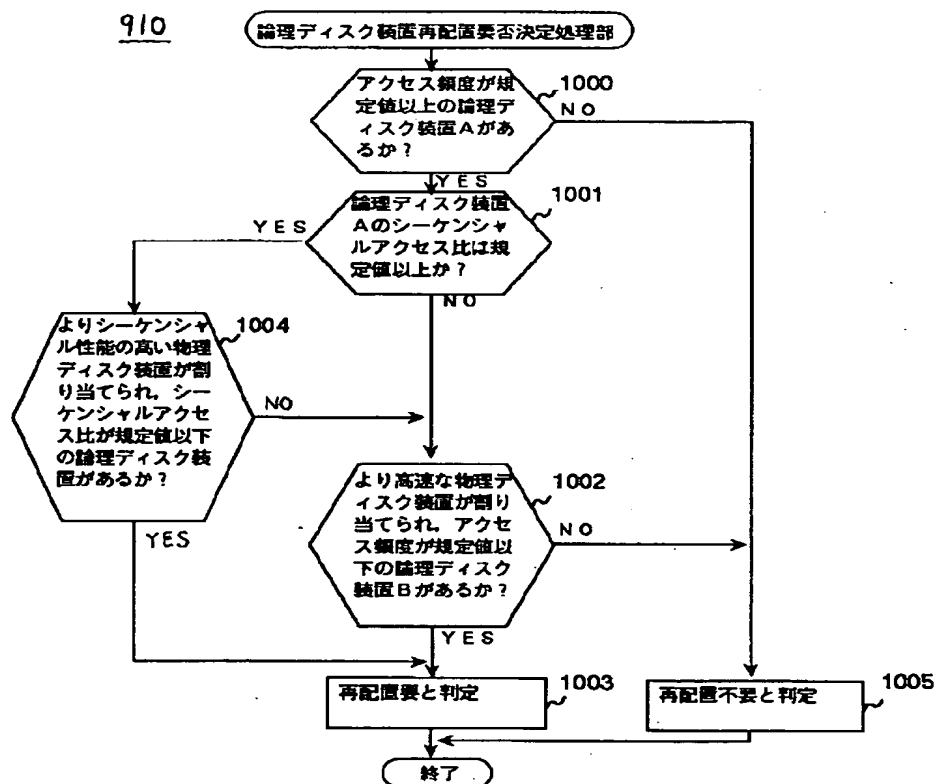 910
論理ディスク装置再配置要否決定処理部
1000
アクセス頻度が規
定値以上の論理デ
ィスク装置Aがあ
るか?
NO
YES
1001
論理ディスク装置
Aのシーケンシャ
ルアクセス比は規
定値以上か?
YES
NO
1004
よりシーケンシャ
ル性能の高い物理
ディスク装置が割
り当てられ，シー
ケンシャルアクセ
ス比が規定値以下
の論理ディスク装
置があるか?
NO
YES
1002
より高速な物理デ
ィスク装置が割り
当てられ，アクセ
ス頻度が規定値以
下の論理ディスク
装置Bがあるか?
NO
YES
1003
再配置要と判定
1005
再配置不要と判定
終了